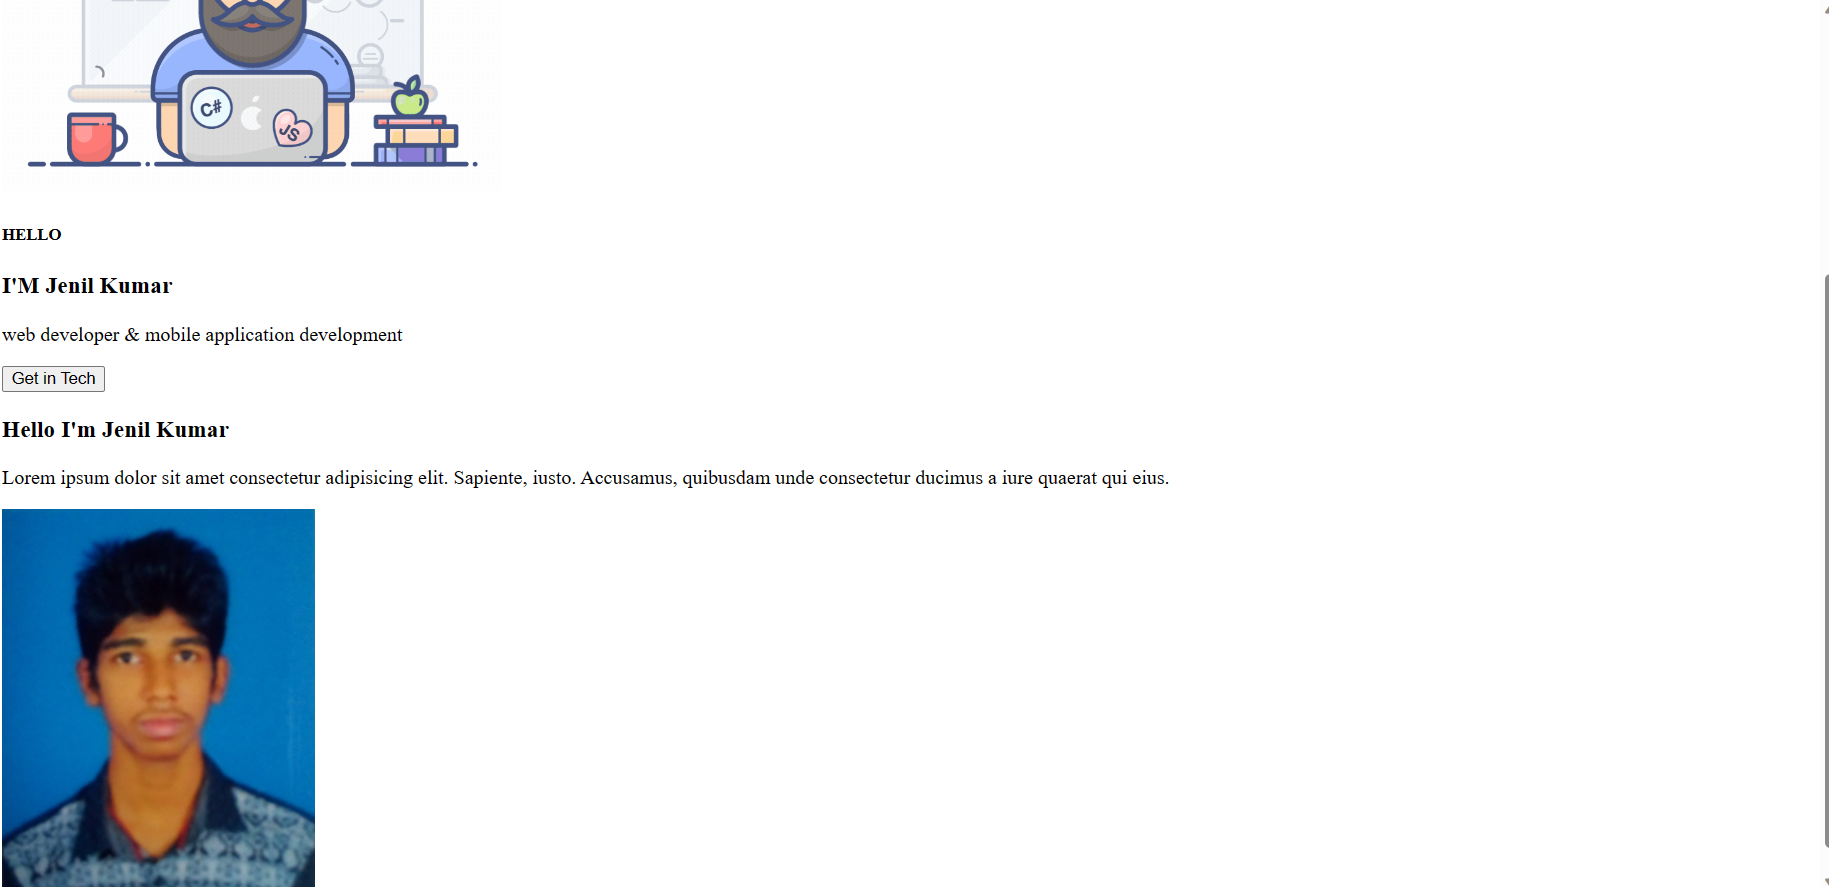 C#
JS
HELLO
I'M Jenil Kumar
web developer & mobile application development
Get in Tech
Hello I'm Jenil Kumar
Lorem ipsum dolor sit amet consectetur adipisicing elit. Sapiente, iusto. Accusamus, quibusdam unde consectetur ducimus a iure quaerat qui eius.